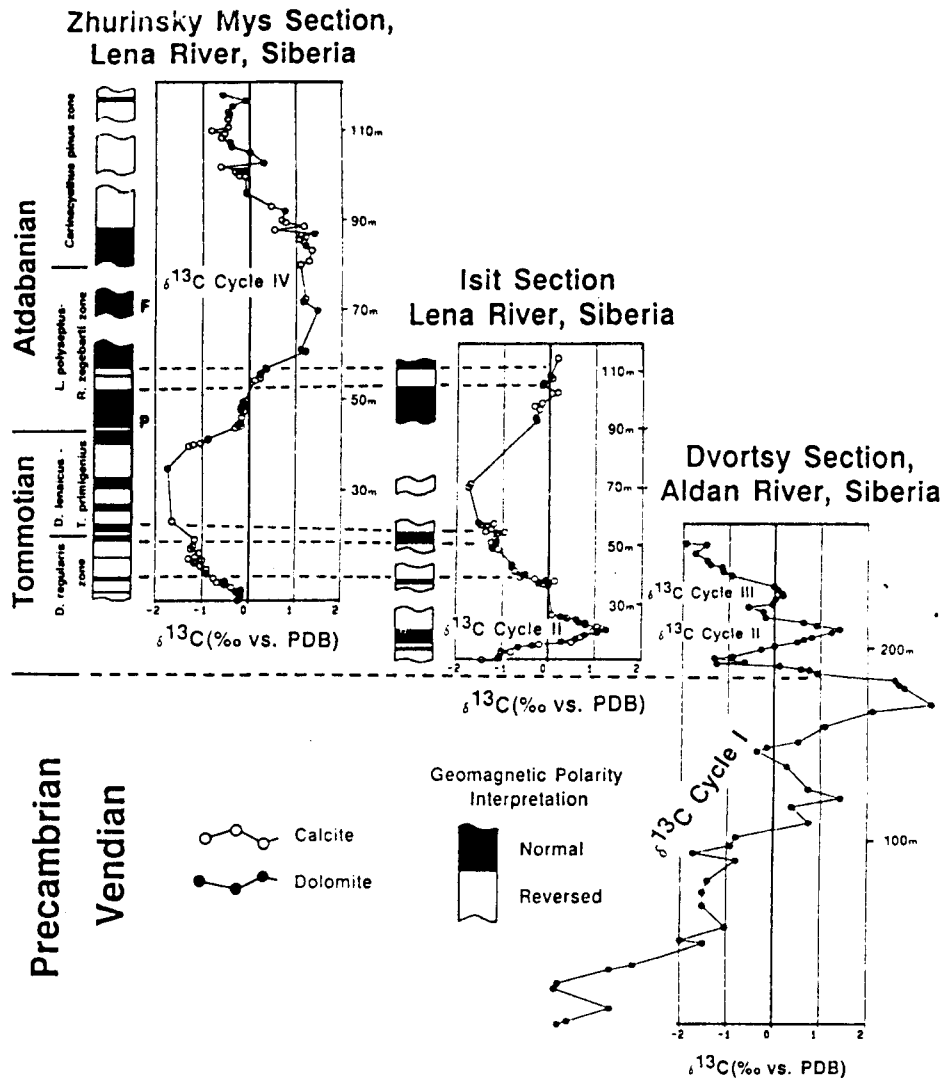 Zhurinsky Mys Section,
Lena River, Siberia
Carinacyathus pinus zone
110m
90m
Atdabanian
δ13C Cycle IV
F
70m
L. polyseptus-
R. zegebarti zone
50m
P
Tommotian
D. lenaicus -
T. primigenius
30m
D. regularis
zone
-2 -1 0 1 2
δ13C(‰ vs. PDB)
Isit Section
Lena River, Siberia
110m
90m
70m
50m
30m
δ13C Cycle II
-2 -1 0 1 2
δ13C(‰ vs. PDB)
Dvortsy Section,
Aldan River, Siberia
δ13C Cycle III
δ13C Cycle II
200m
δ13C Cycle I
100m
-2 -1 0 1 2
δ13C(‰ vs. PDB)
Precambrian
Vendian
Calcite
Dolomite
Geomagnetic Polarity
Interpretation
Normal
Reversed